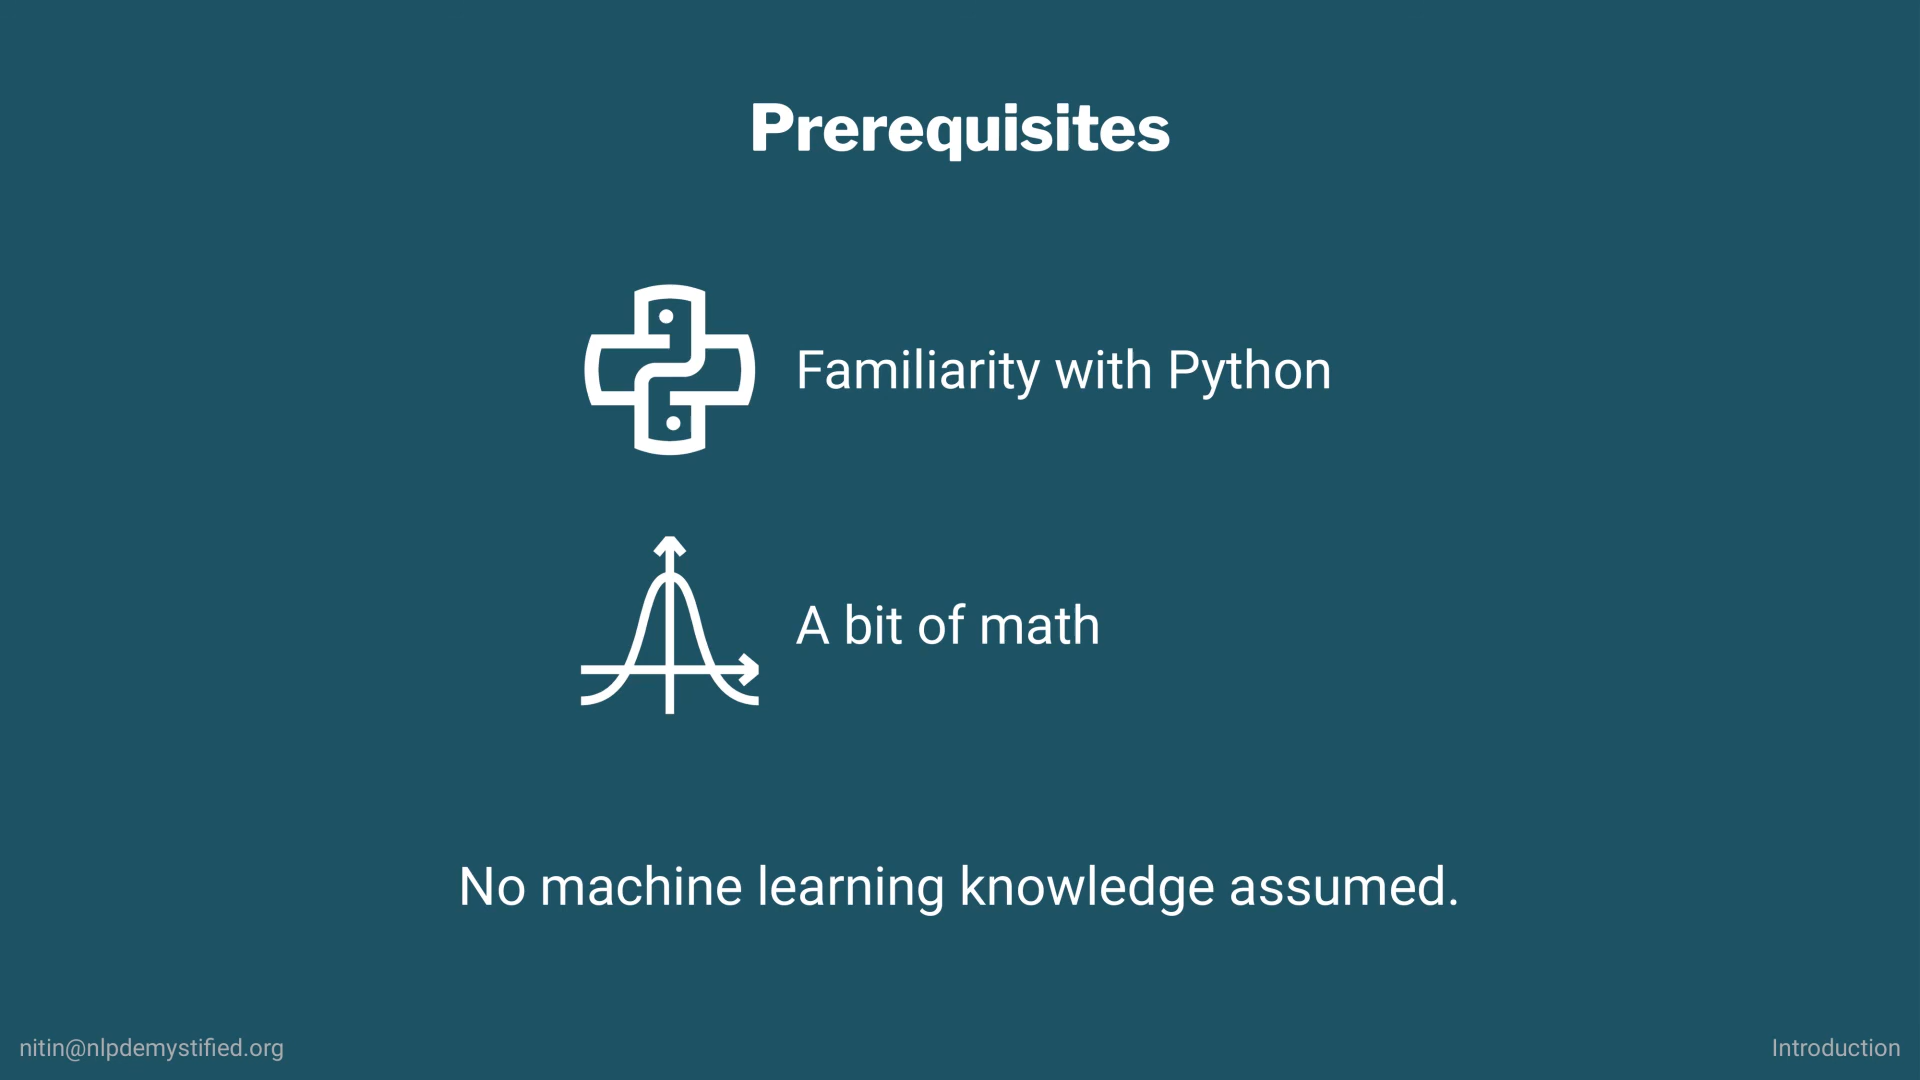 Prerequisites
Familiarity with Python
A bit of math
No machine learning knowledge assumed.
nitin@nlpdemystified.org
Introduction